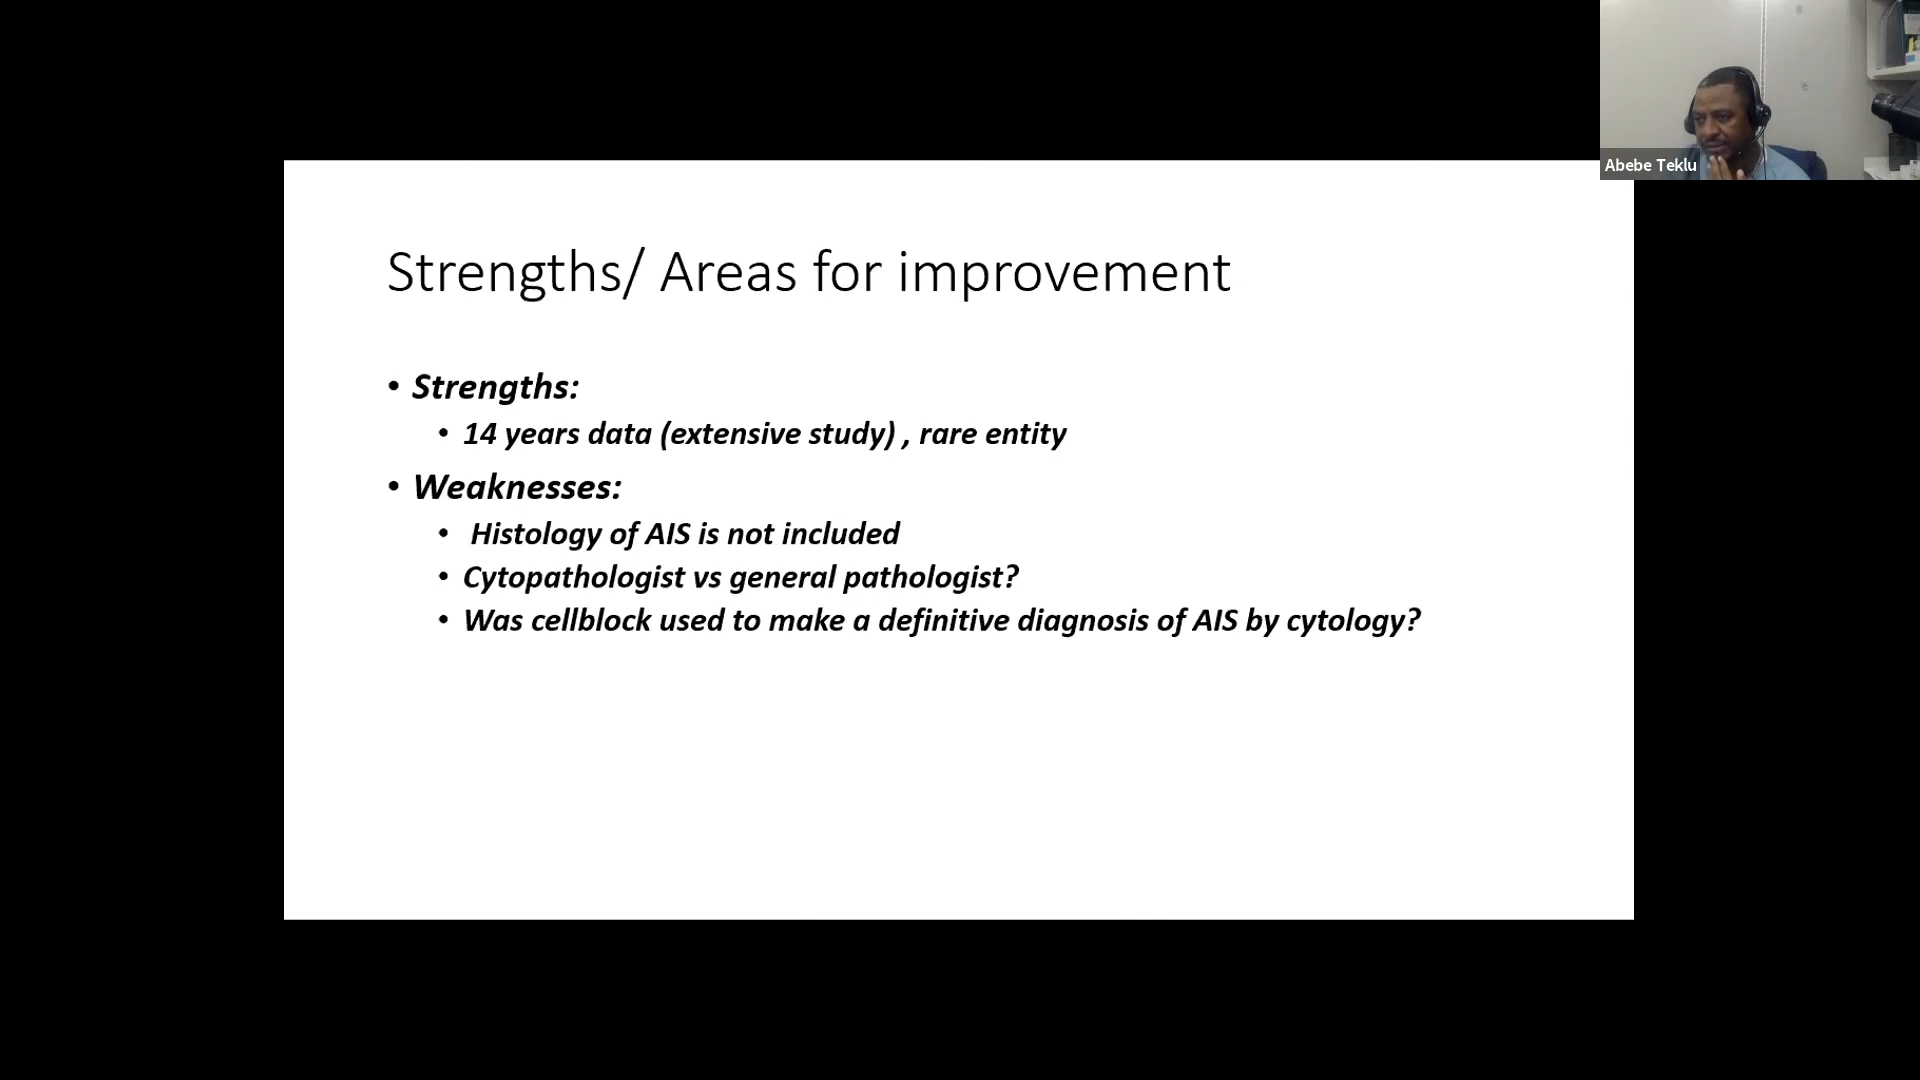 Abebe Teklu
Strengths/ Areas for improvement
• Strengths:
• 14 years data (extensive study) , rare entity
• Weaknesses:
• Histology of AIS is not included
• Cytopathologist vs general pathologist?
• Was cellblock used to make a definitive diagnosis of AIS by cytology?